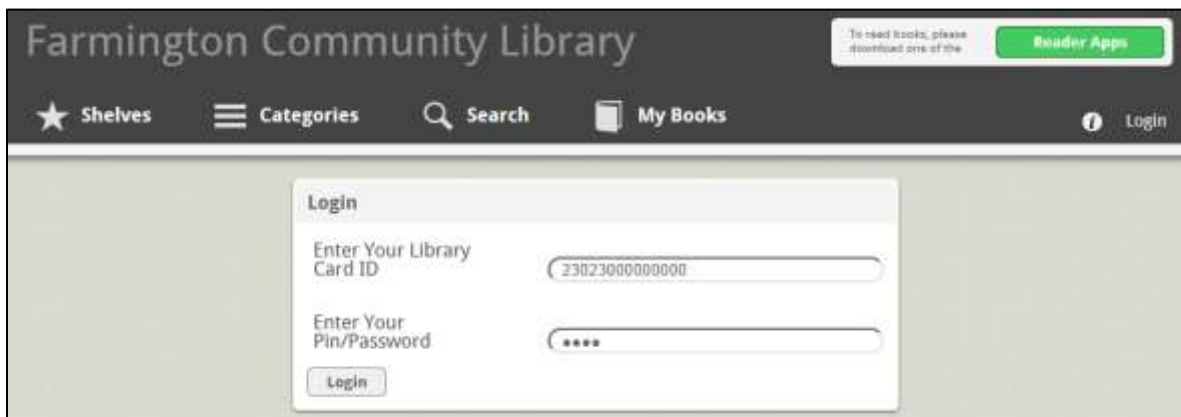 Farmington Community Library
To read books, please
download one of the
Reader Apps
Shelves
Categories
Search
My Books
Login
Login
Enter Your Library
Card ID
23023000000000
Enter Your
Pin/Password
••••
Login